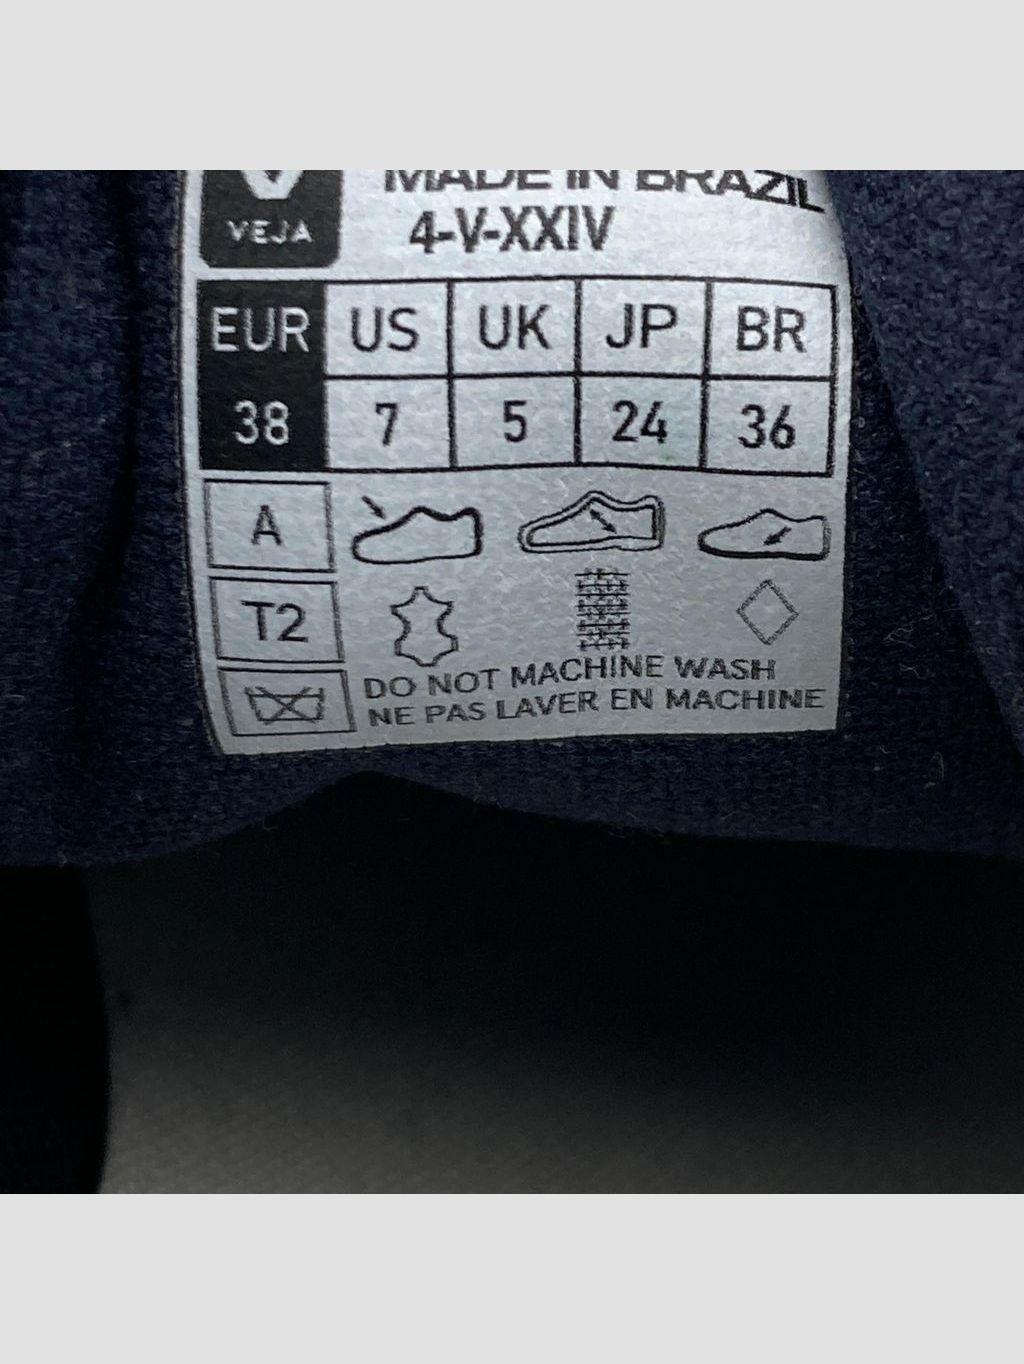 MADE IN BRAZIL
VEJA
4-V-XXIV
EUR US UK JP BR
38 7 5 24 36
A
T2
DO NOT MACHINE WASH
NE PAS LAVER EN MACHINE